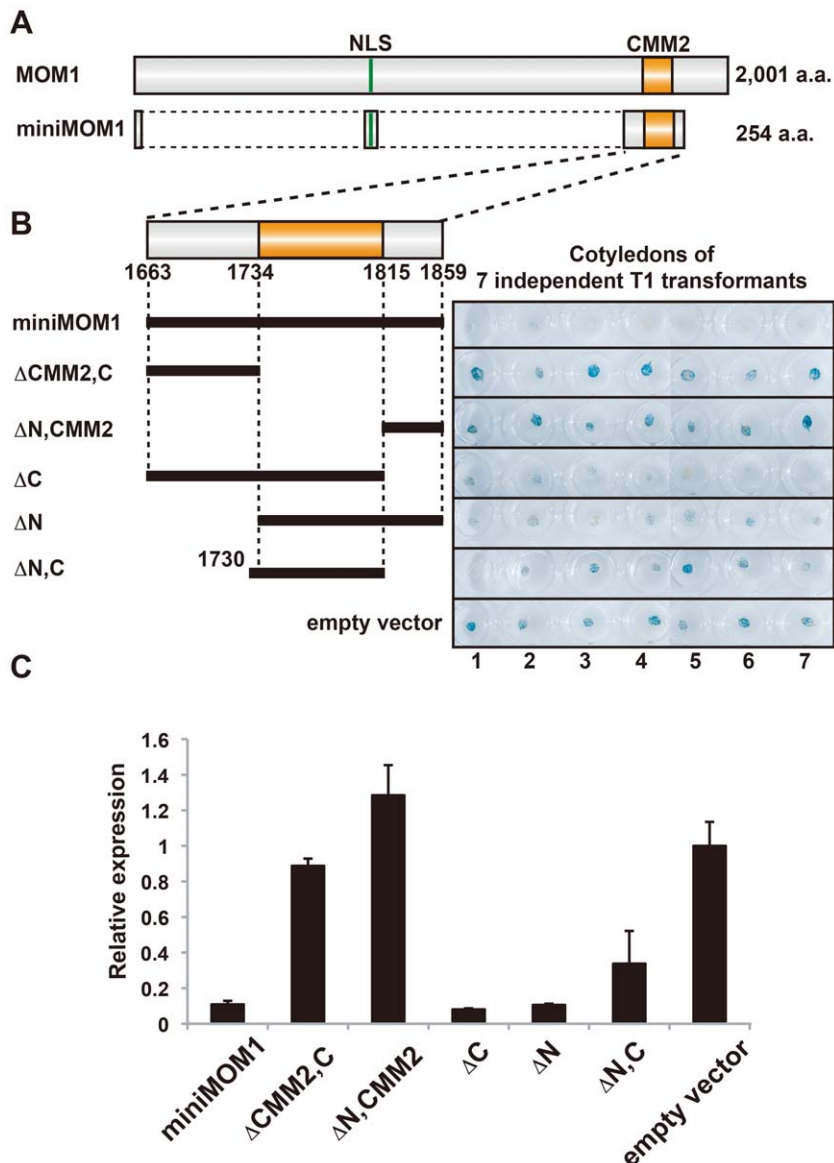 A
NLS CMM2
MOM1 2,001 a.a.
miniMOM1 254 a.a.
B
1663 1734 1815 1859
Cotyledons of
7 independent T1 transformants
miniMOM1
ΔCMM2,C
ΔN,CMM2
ΔC
ΔN
1730
ΔN,C
empty vector
1 2 3 4 5 6 7
C
Relative expression
1.6
1.4
1.2
1
0.8
0.6
0.4
0.2
0
miniMOM1
ΔCMM2,C
ΔN,CMM2
ΔC
ΔN
ΔN,C
empty vector